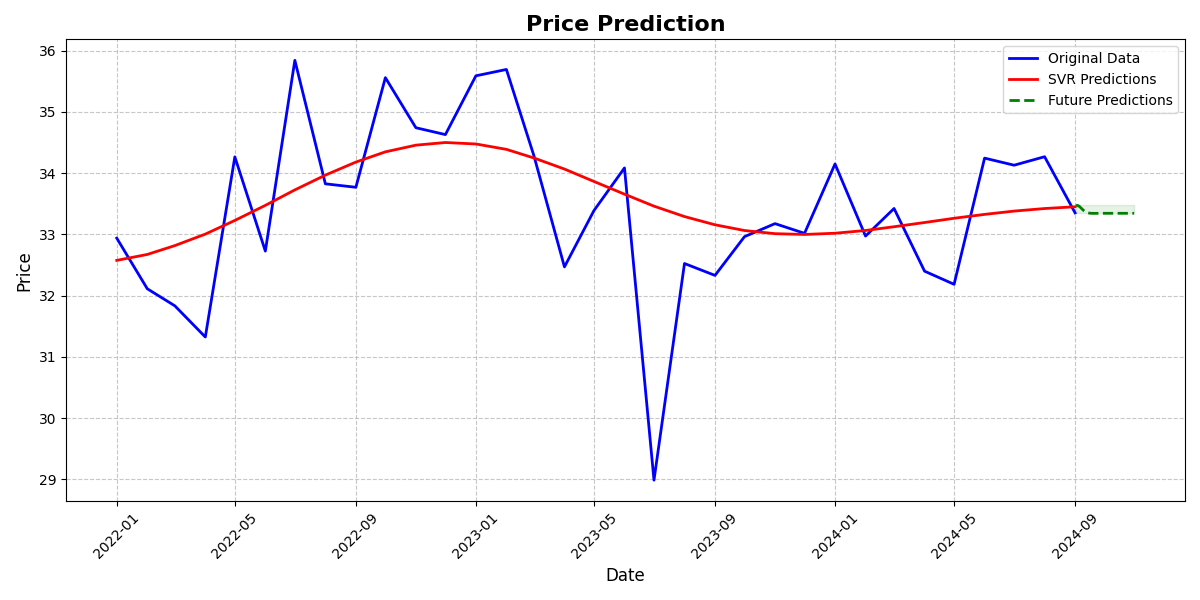 Price Prediction
Original Data
SVR Predictions
Future Predictions
Price
36
35
34
33
32
31
30
29
2022-01
2022-05
2022-09
2023-01
2023-05
2023-09
2024-01
2024-05
2024-09
Date